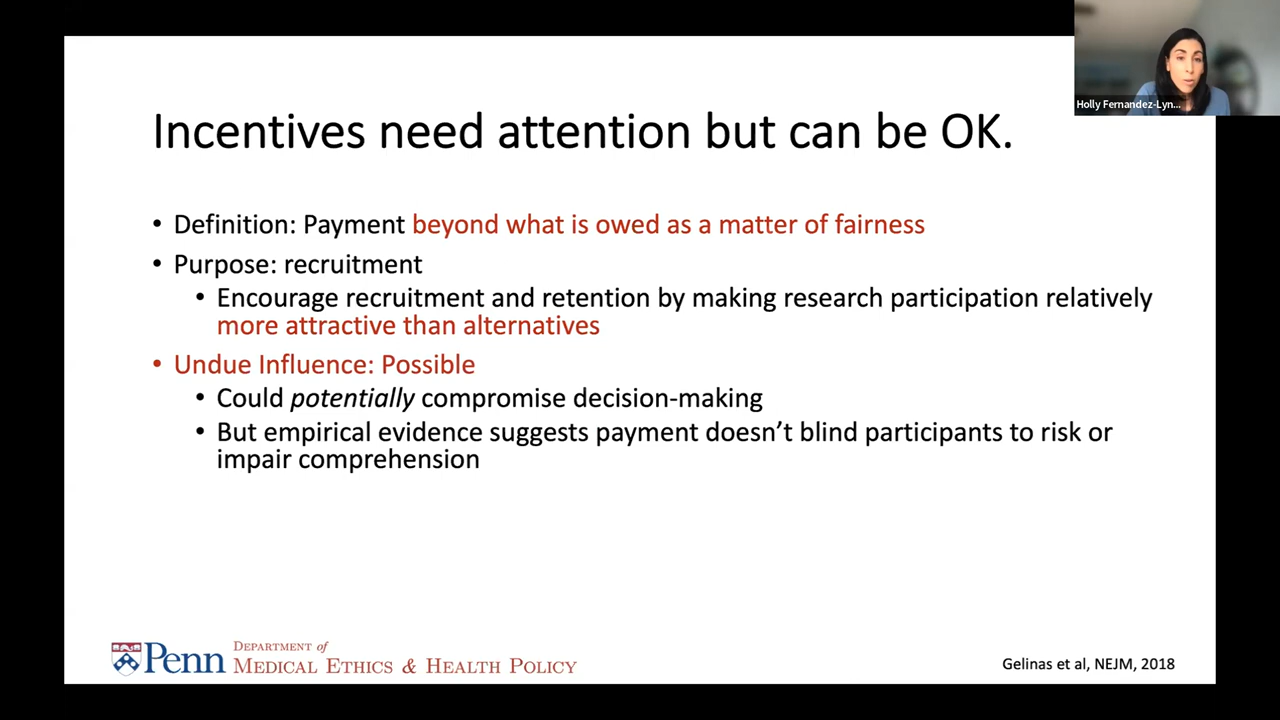 Holly Fernandez-Lyn...
Incentives need attention but can be OK.
• Definition: Payment beyond what is owed as a matter of fairness
• Purpose: recruitment
• Encourage recruitment and retention by making research participation relatively
more attractive than alternatives
• Undue Influence: Possible
• Could potentially compromise decision-making
• But empirical evidence suggests payment doesn’t blind participants to risk or
impair comprehension
Penn
Department of
Medical Ethics & Health Policy
Gelinas et al, NEJM, 2018